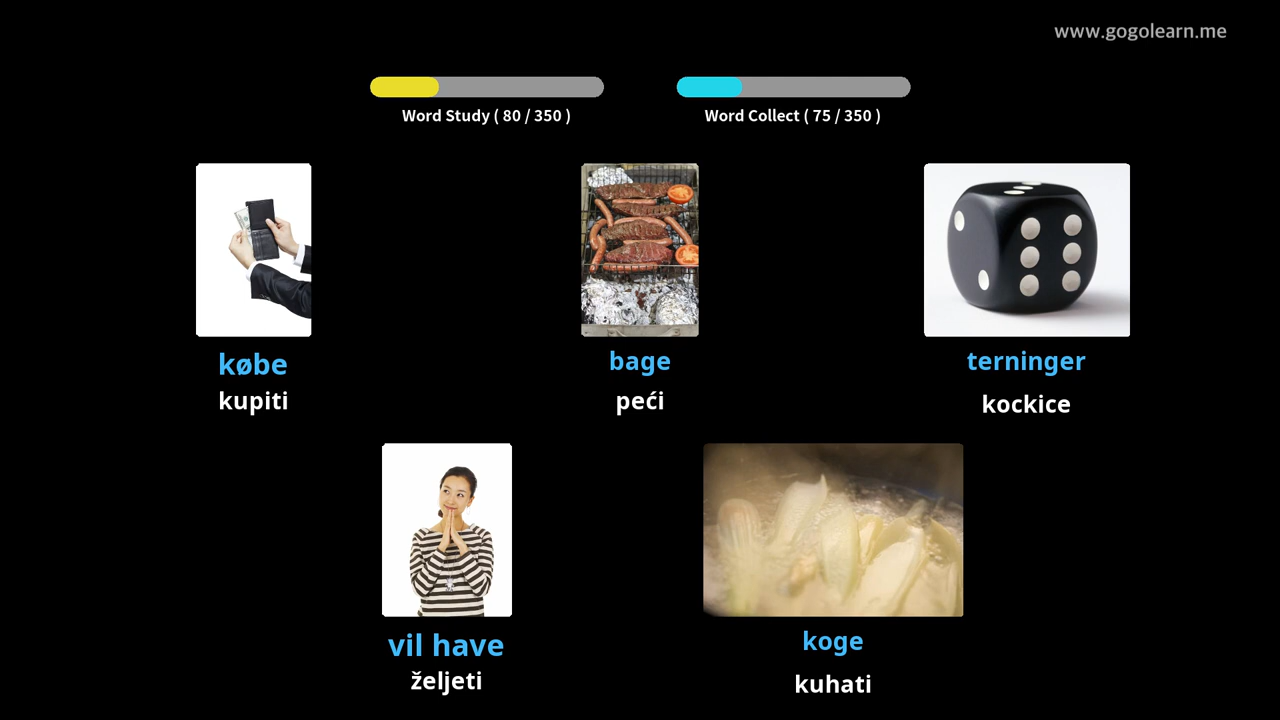 www.gogolearn.me
Word Study ( 80 / 350 )
Word Collect ( 75 / 350 )
købe
kupiti
bage
peći
terninger
kockice
vil have
željeti
koge
kuhati